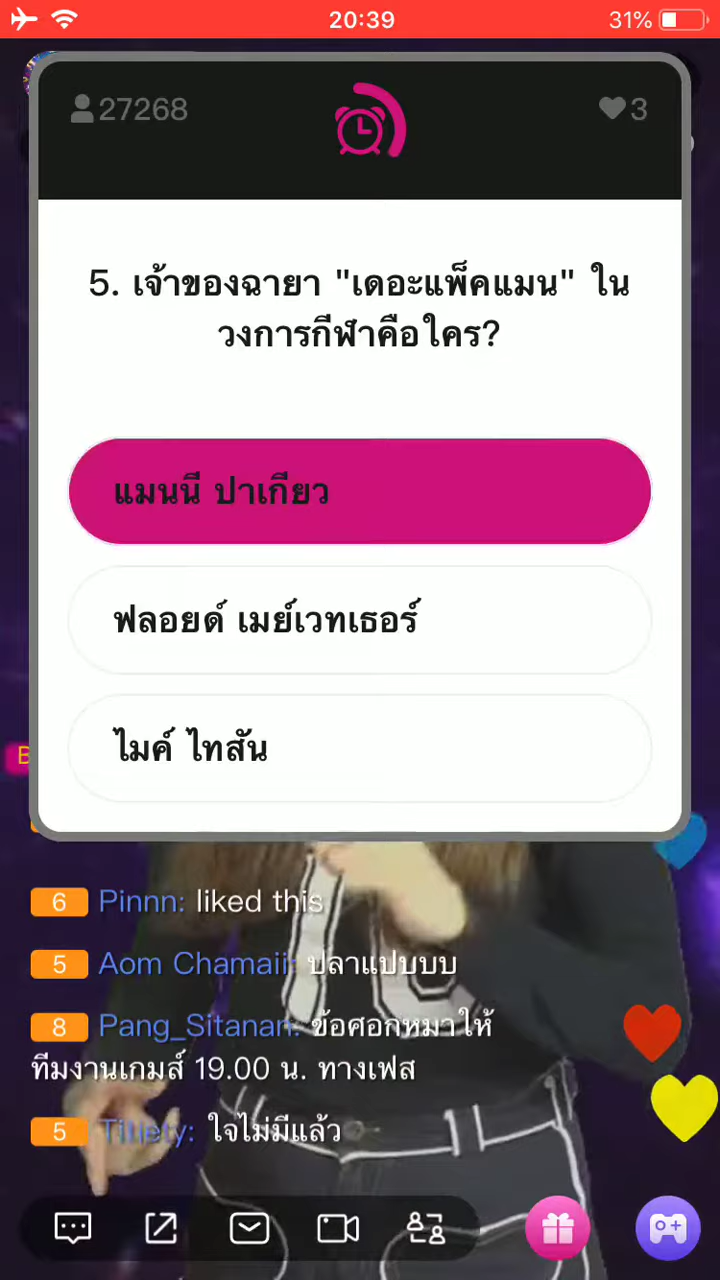 20:39
31%
27268
3
5. เจ้าของฉายา "เดอะแพ็คแมน" ใน
วงการกีฬาคือใคร?
แมนนี ปาเกียว
ฟลอยด์ เมย์เวทเธอร์
ไมค์ ไทสัน
B
6 Pinnn: liked this
5 Aom Chamaii: ปลาแปบบบ
8 Pang_Sitanan: ข้อศอกหมาให้
ทีมงานเกมส์ 19.00 น. ทางเฟส
5 Titiety: ใจไม่มีแล้ว